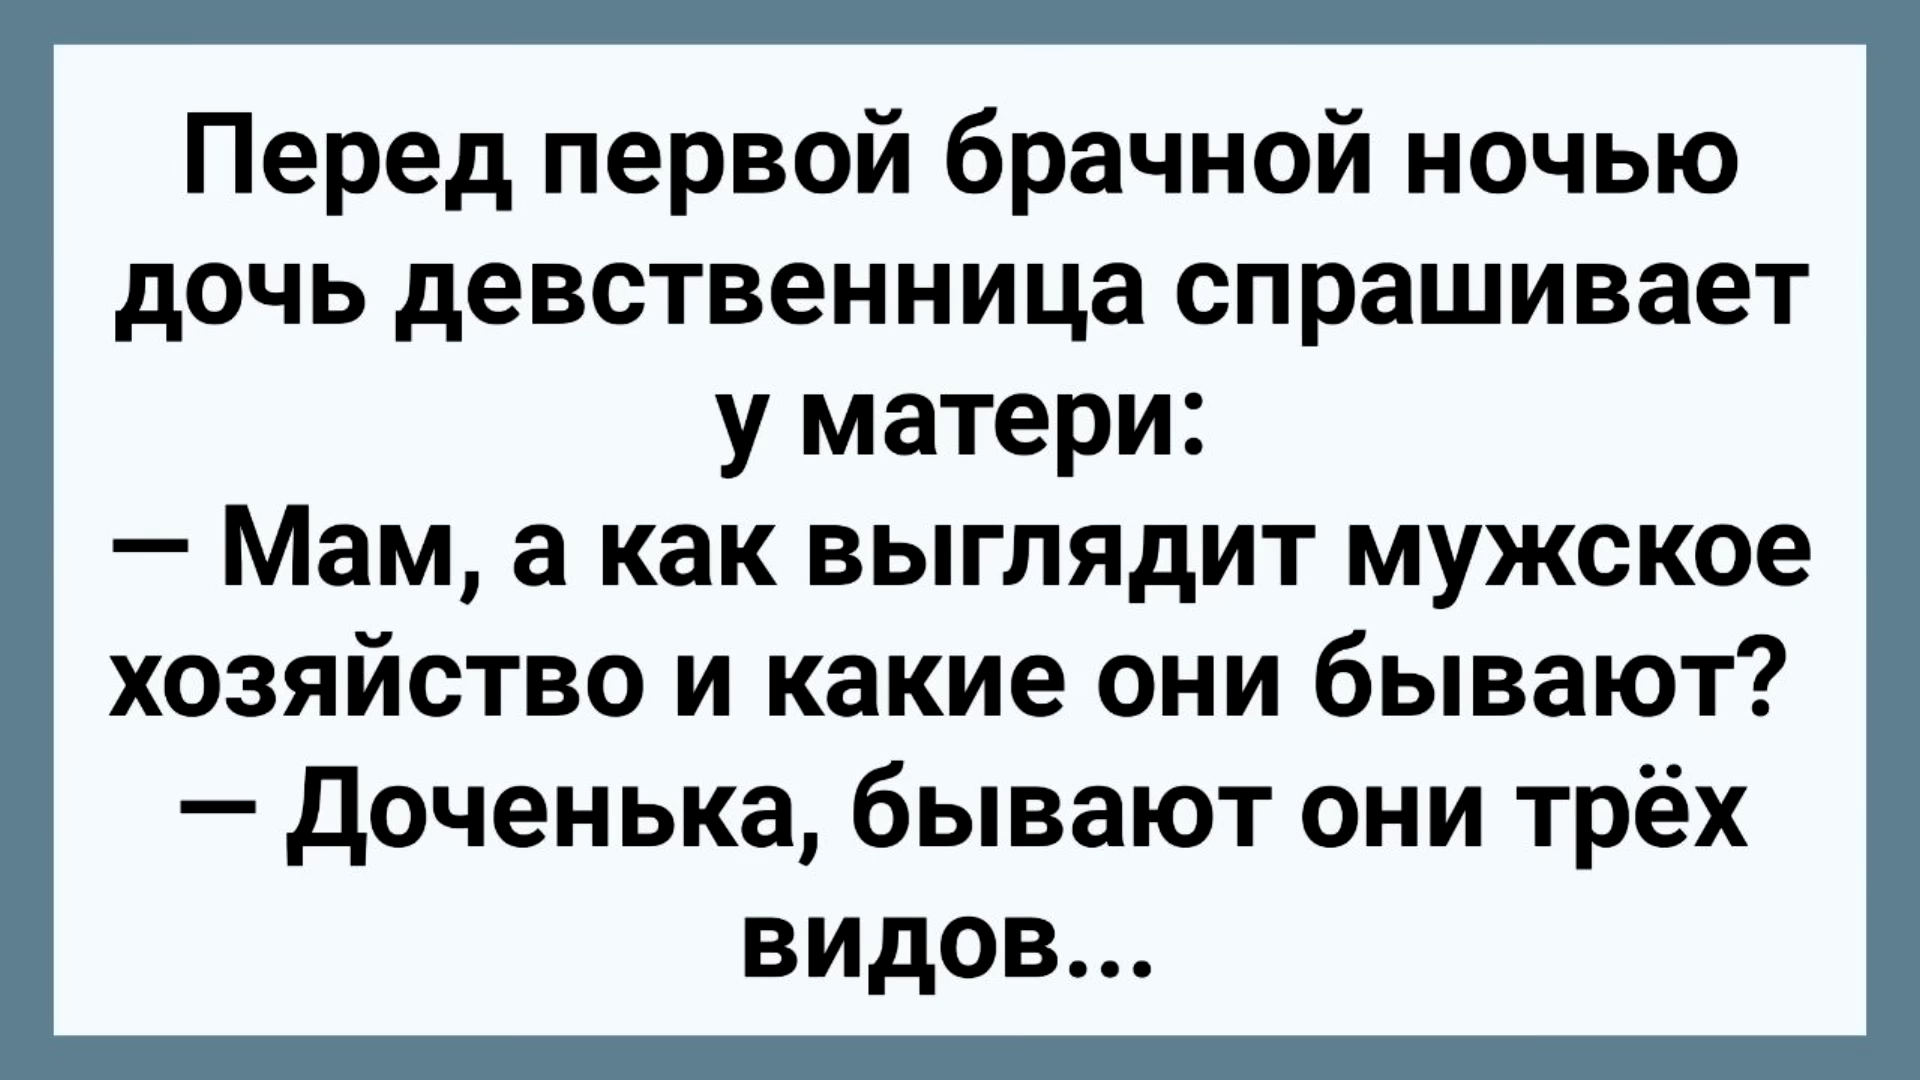 Перед первой брачной ночью
дочь девственница спрашивает
у матери:
— Мам, а как выглядит мужское
хозяйство и какие они бывают?
— Доченька, бывают они трёх
видов...